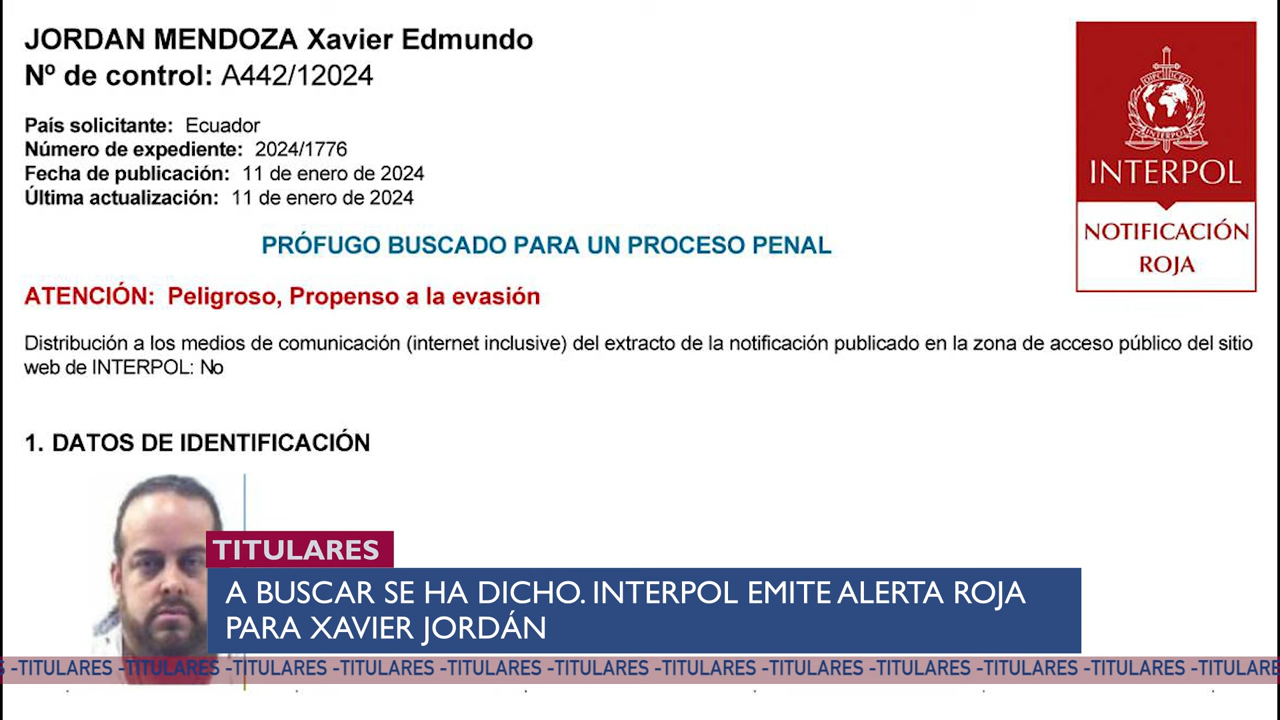 JORDAN MENDOZA Xavier Edmundo
Nº de control: A442/12024
País solicitante: Ecuador
Número de expediente: 2024/1776
Fecha de publicación: 11 de enero de 2024
Última actualización: 11 de enero de 2024
OIPC ICPO
INTERPOL
INTERPOL
NOTIFICACIÓN
ROJA
PRÓFUGO BUSCADO PARA UN PROCESO PENAL
ATENCIÓN: Peligroso, Propenso a la evasión
Distribución a los medios de comunicación (internet inclusive) del extracto de la notificación publicado en la zona de acceso público del sitio
web de INTERPOL: No
1. DATOS DE IDENTIFICACIÓN
TITULARES
A BUSCAR SE HA DICHO. INTERPOL EMITE ALERTA ROJA
PARA XAVIER JORDÁN
S -TITULARES -TITULARES -TITULARES -TITULARES -TITULARES -TITULARES -TITULARES -TITULARES -TITULARES -TITULARES -TITULARES -TITULARE